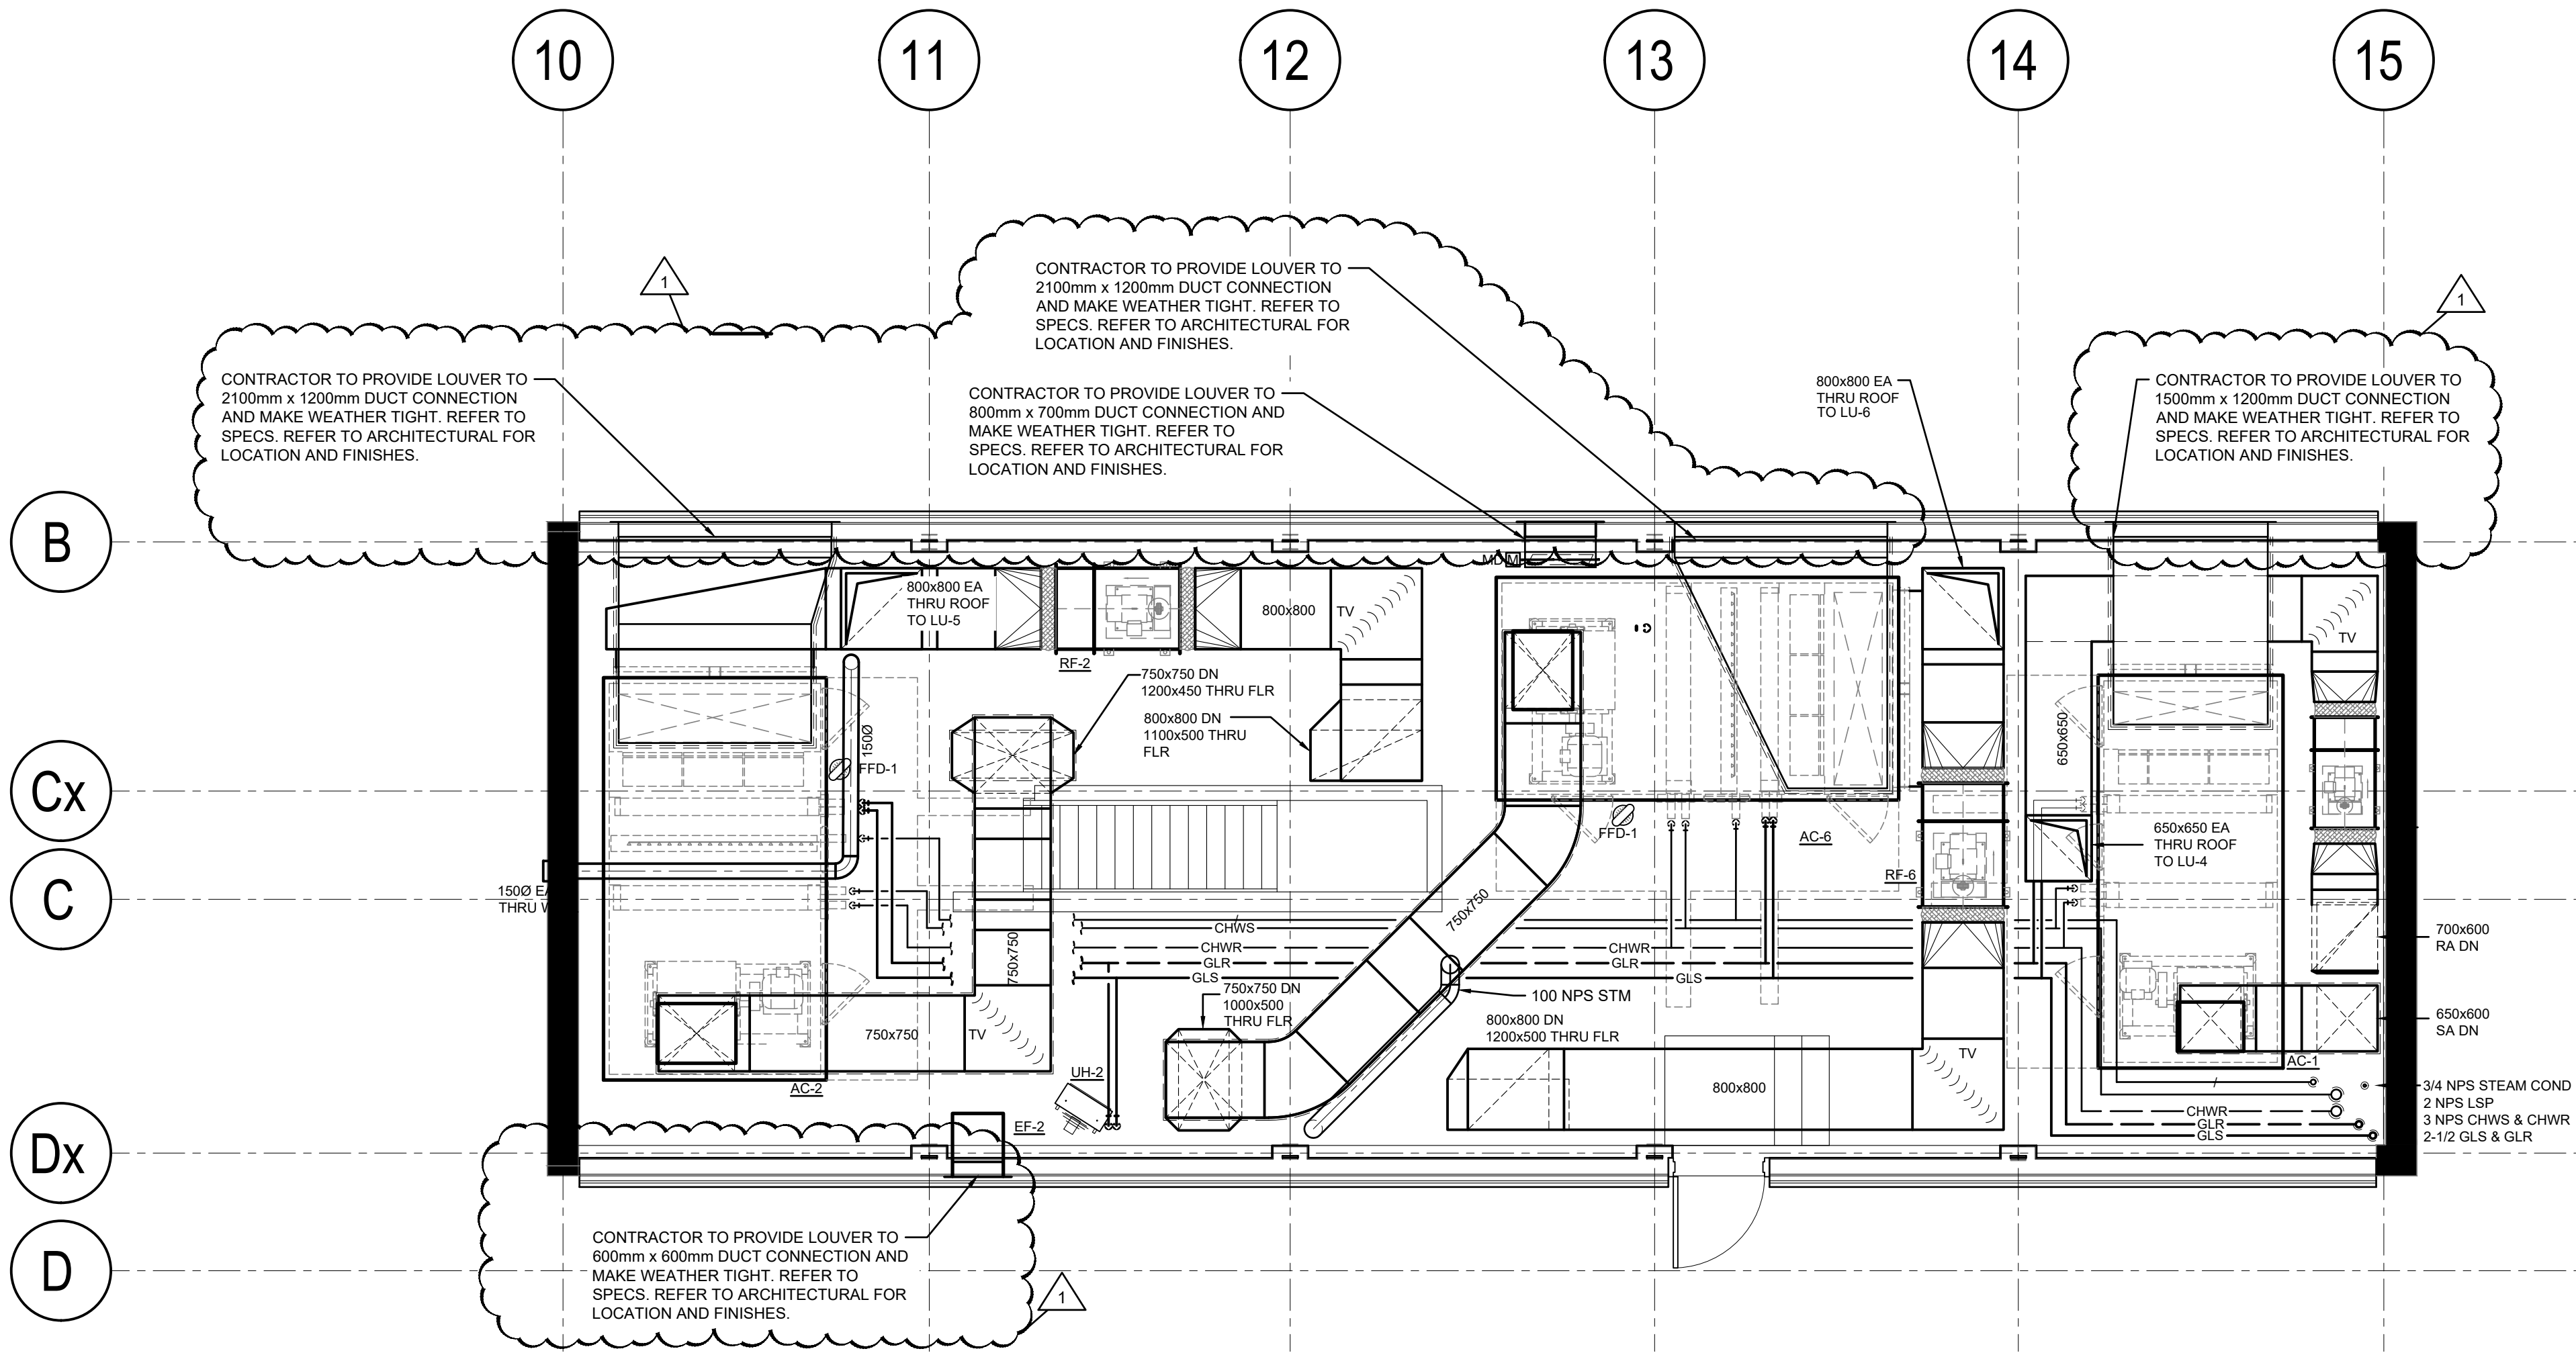 10
11
12
13
14
15
B
Cx
C
Dx
D
1
1
1
CONTRACTOR TO PROVIDE LOUVER TO
2100mm x 1200mm DUCT CONNECTION
AND MAKE WEATHER TIGHT. REFER TO
SPECS. REFER TO ARCHITECTURAL FOR
LOCATION AND FINISHES.
CONTRACTOR TO PROVIDE LOUVER TO
2100mm x 1200mm DUCT CONNECTION
AND MAKE WEATHER TIGHT. REFER TO
SPECS. REFER TO ARCHITECTURAL FOR
LOCATION AND FINISHES.
CONTRACTOR TO PROVIDE LOUVER TO
800mm x 700mm DUCT CONNECTION AND
MAKE WEATHER TIGHT. REFER TO
SPECS. REFER TO ARCHITECTURAL FOR
LOCATION AND FINISHES.
800x800 EA
THRU ROOF
TO LU-6
CONTRACTOR TO PROVIDE LOUVER TO
1500mm x 1200mm DUCT CONNECTION
AND MAKE WEATHER TIGHT. REFER TO
SPECS. REFER TO ARCHITECTURAL FOR
LOCATION AND FINISHES.
MD M
800x800 EA
THRU ROOF
TO LU-5
RF-2
800x800
TV
TV
750x750 DN
1200x450 THRU FLR
800x800 DN
1100x500 THRU
FLR
150Ø
FFD-1
650x650
FFD-1
AC-6
RF-6
650x650 EA
THRU ROOF
TO LU-4
150Ø EA
THRU W
750x750
CHWS
CHWR
GLR
GLS
750x750
CHWR
GLR
GLS
700x600
RA DN
750x750 DN
1000x500
THRU FLR
100 NPS STM
800x800 DN
1200x500 THRU FLR
650x600
SA DN
750x750
TV
TV
AC-2
UH-2
800x800
AC-1
3/4 NPS STEAM COND
2 NPS LSP
3 NPS CHWS & CHWR
2-1/2 GLS & GLR
CHWR
GLR
GLS
EF-2
CONTRACTOR TO PROVIDE LOUVER TO
600mm x 600mm DUCT CONNECTION AND
MAKE WEATHER TIGHT. REFER TO
SPECS. REFER TO ARCHITECTURAL FOR
LOCATION AND FINISHES.